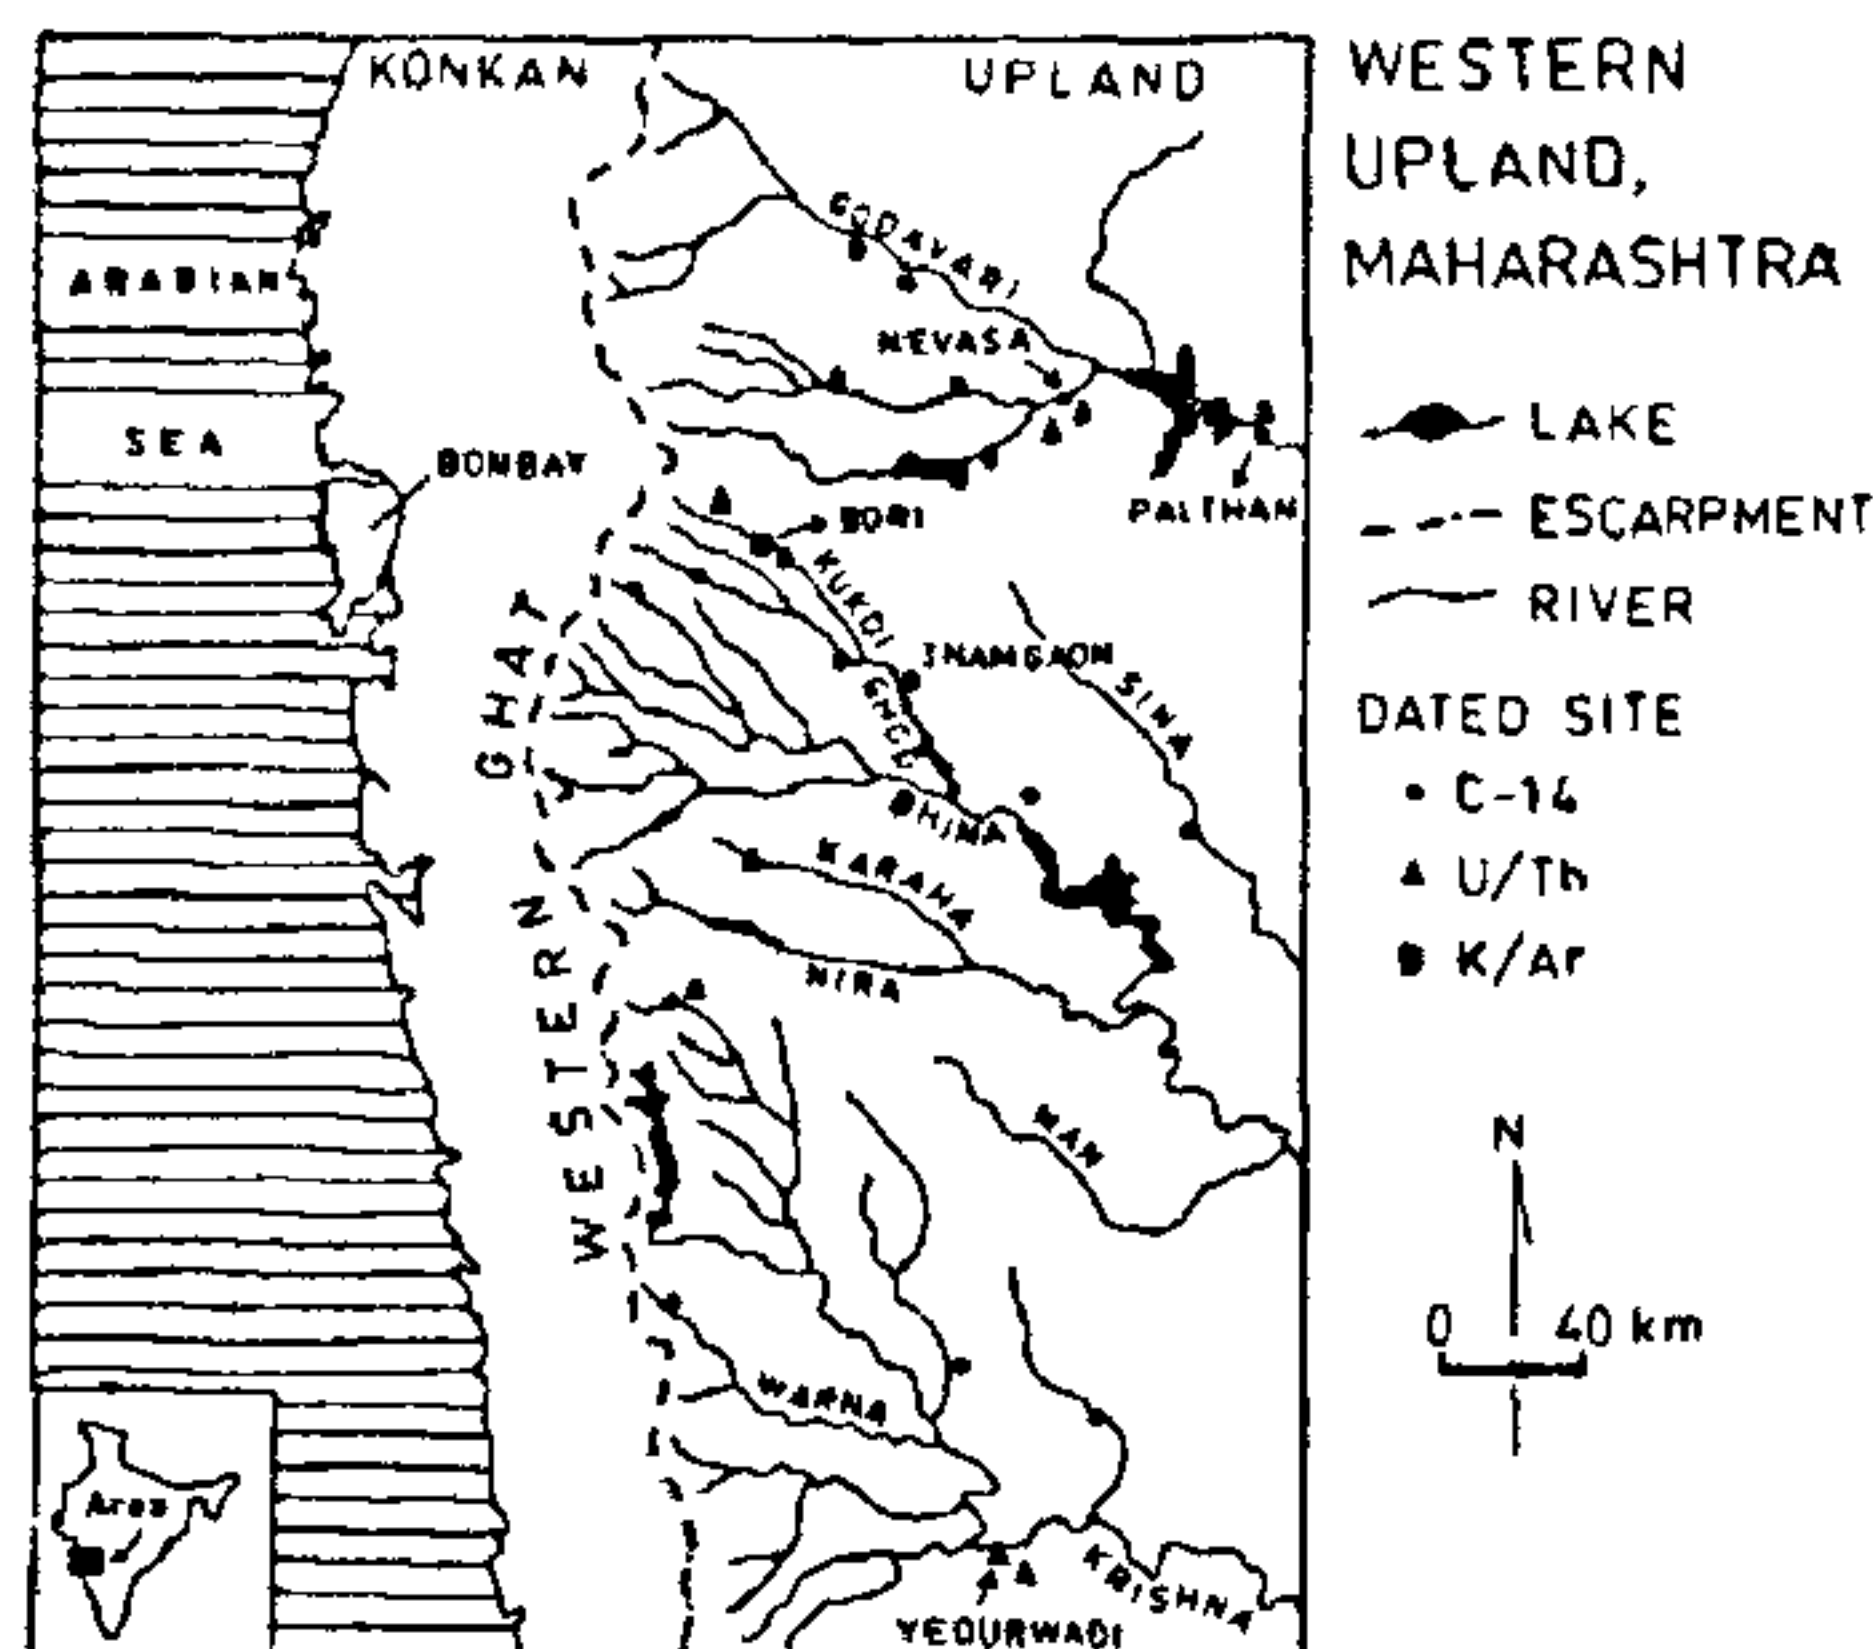 KONKAN
UPLAND
WESTERN
UPLAND,
MAHARASHTRA
GODAVARI
ARABIAN
SEA
NEVASA
BOMBAY
PALTHAN
BORI
KUKDI
INAMGAON
GHOD
SINA
BHIMA
KARAHA
NIRA
MAN
WESTERN GHAT
WARNA
KRISHNA
YEDURWADI
Area
LAKE
ESCARPMENT
RIVER
DATED SITE
C-14
U/Th
K/Ar
N
0 40 km